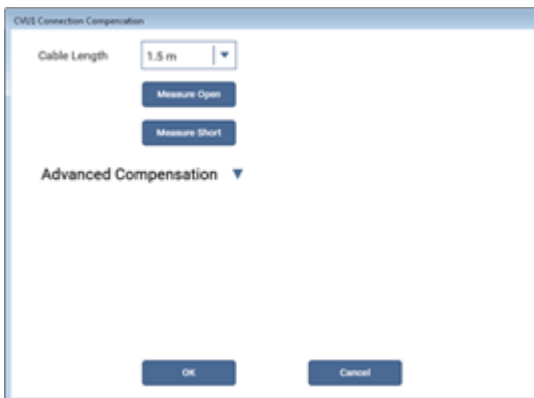 CVU1 Connection Compensation
Cable Length 1.5 m
Measure Open
Measure Short
Advanced Compensation
OK Cancel